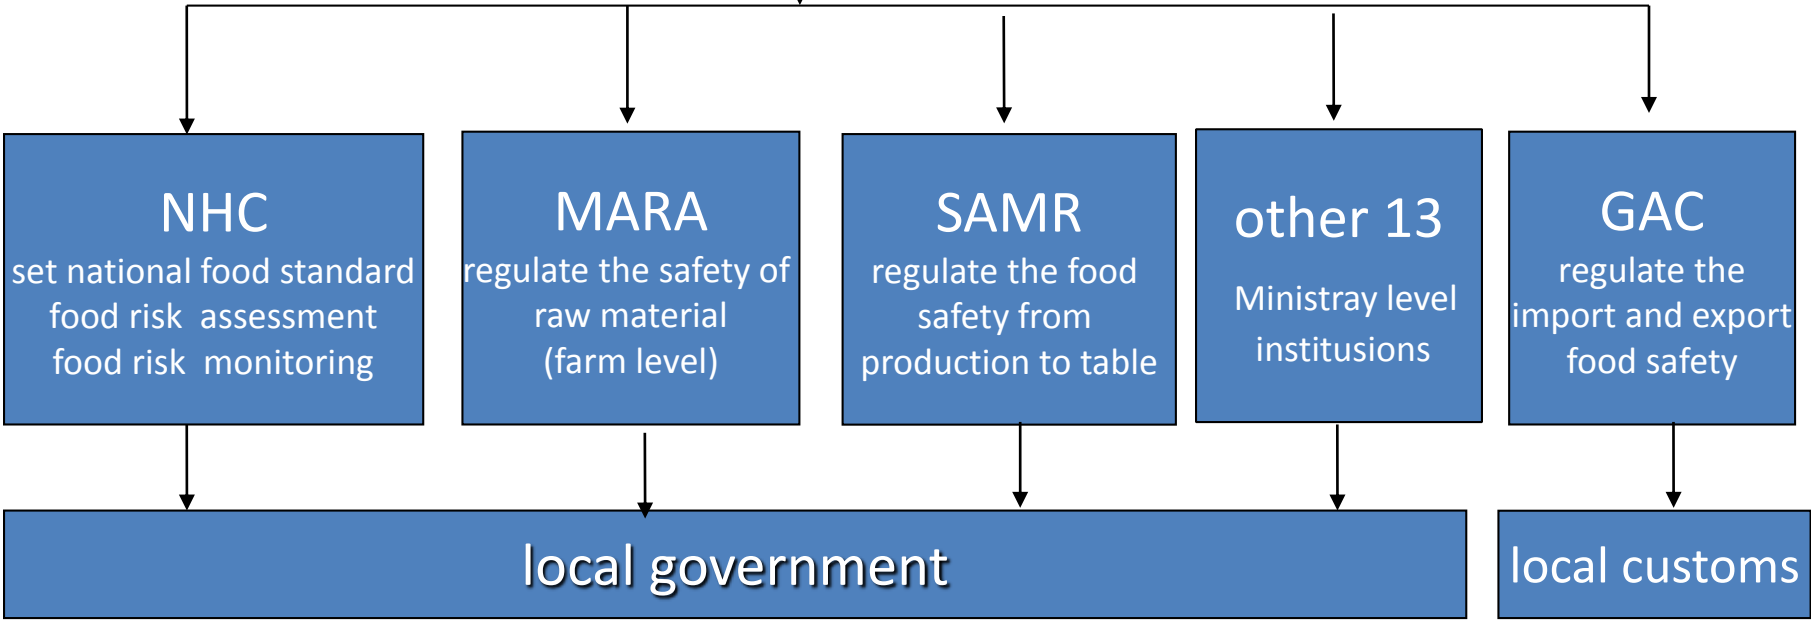 NHC
set national food standard
food risk assessment
food risk monitoring
MARA
regulate the safety of
raw material
(farm level)
SAMR
regulate the food
safety from
production to table
other 13
Ministray level
institusions
GAC
regulate the
import and export
food safety
local government
local customs